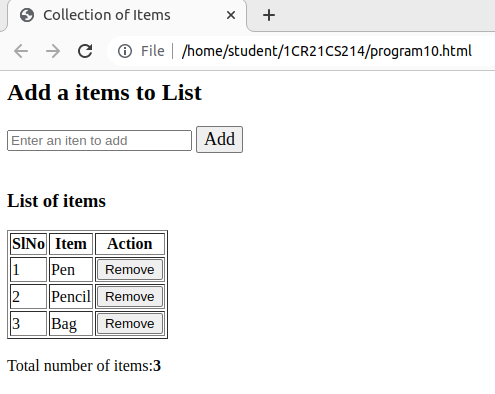 Collection of Items
File | /home/student/1CR21CS214/program10.html
Add a items to List
Enter an iten to add Add
List of items
SlNo Item Action
1 Pen Remove
2 Pencil Remove
3 Bag Remove
Total number of items:3